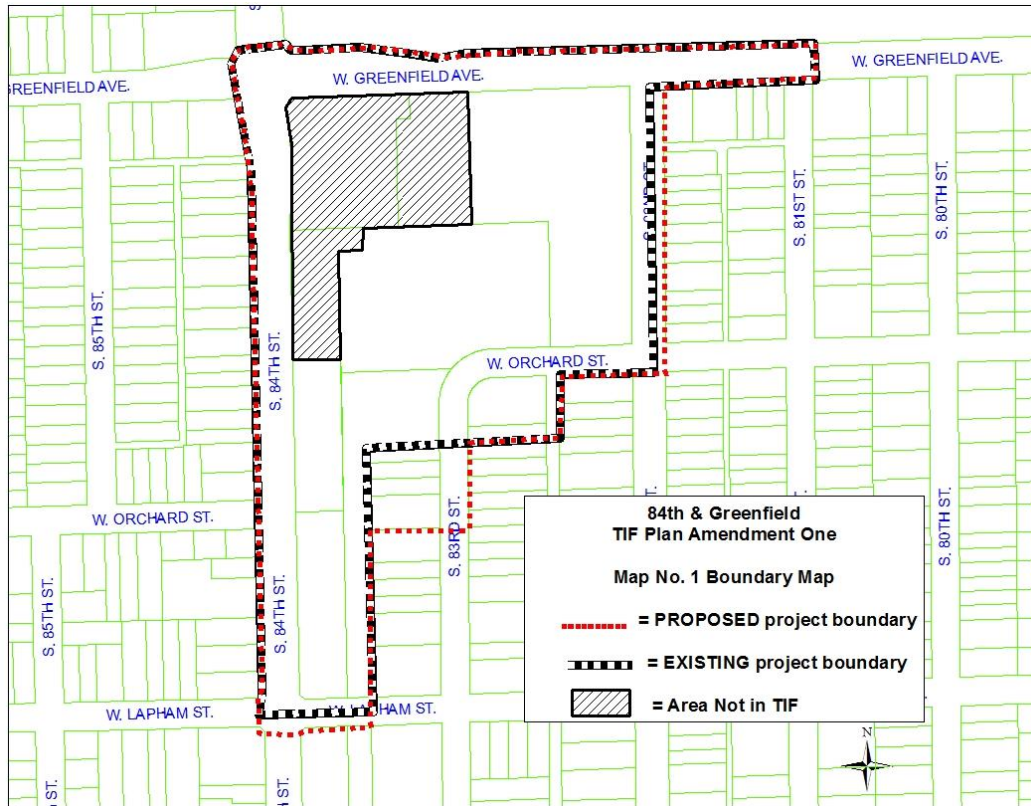 W. GREENFIELD AVE.
W. GREENFIELD AVE.
GREENFIELD AVE.
S. 81ST ST.
S. 80TH ST.
S. 85TH ST.
S. 84TH ST.
W. ORCHARD ST.
W. ORCHARD ST.
S. 83RD ST.
S. 80TH ST.
S. 84TH ST.
S. 85TH ST.
W. LAPHAM ST.
84th & Greenfield
TIF Plan Amendment One
Map No. 1 Boundary Map
= PROPOSED project boundary
= EXISTING project boundary
= Area Not in TIF
N